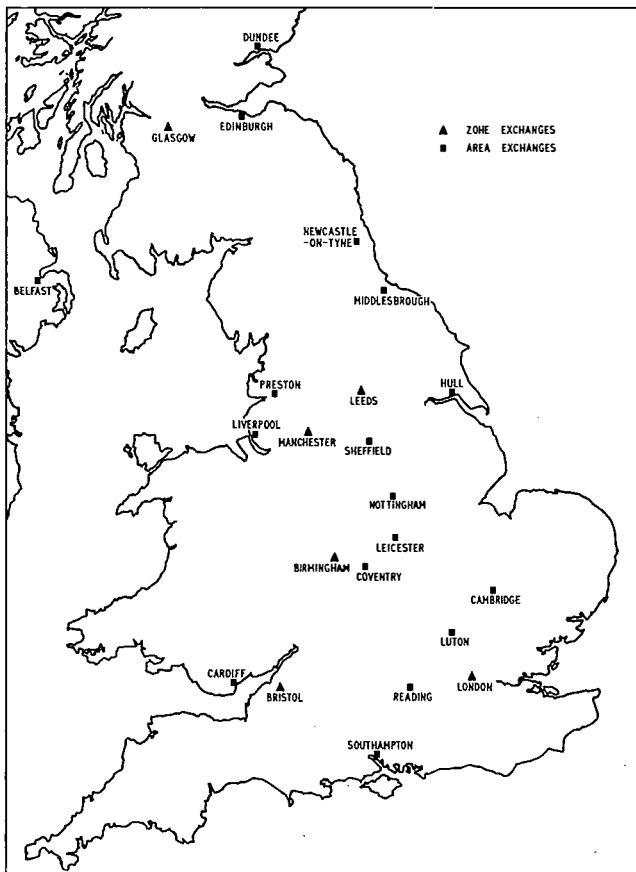 DUNDEE
EDINBURGH
GLASGOW
▲ ZOHE EXCHANGES
■ AREA EXCHANGES
NEWCASTLE
-ON-TYHE
BELFAST
MIDDLESBROUGH
PRESTON
LEEDS
HULL
LIVERPOOL
MANCHESTER
SHEFFIELD
NOTTINGHAM
LEICESTER
BIRMINGHAM
COVENTRY
CAMBRIDGE
LUTON
CARDIFF
BRISTOL
READING
LONDON
SOUTHAMPTON